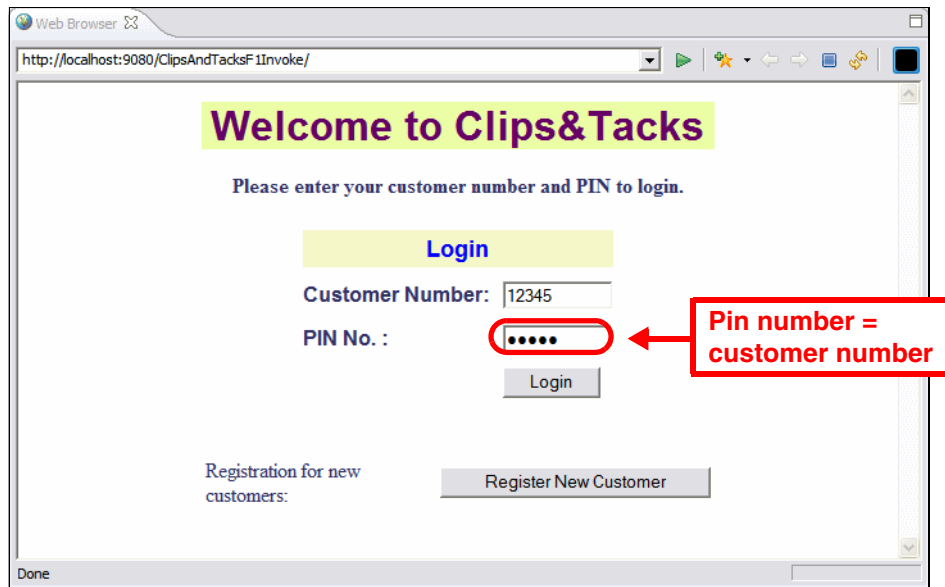 Web Browser
http://localhost:9080/ClipsAndTacksF1Invoke/
Welcome to Clips&Tacks
Please enter your customer number and PIN to login.
Login
Customer Number: 12345
PIN No. : •••••
Pin number =
customer number
Login
Registration for new
customers:
Register New Customer
Done